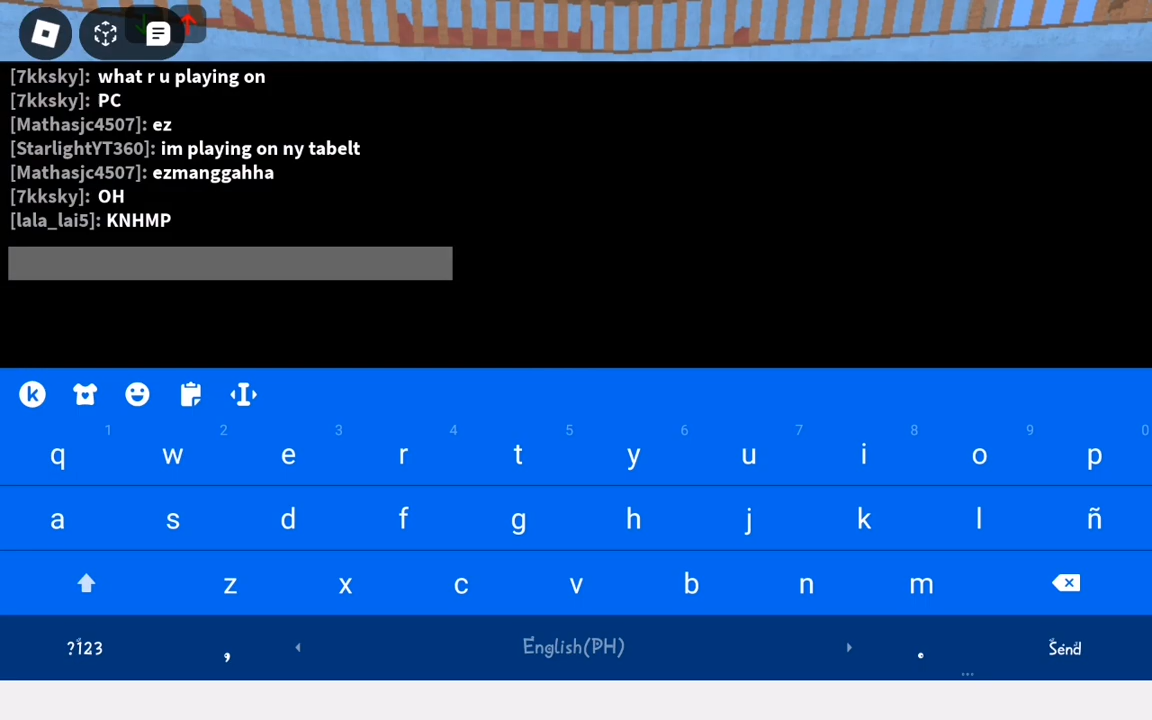 [7kksky]: what r u playing on
[7kksky]: PC
[Mathasjc4507]: ez
[StarlightYT360]: im playing on ny tabelt
[Mathasjc4507]: ezmanggahha
[7kksky]: OH
[lala_lai5]: KNHMP
k
1 2 3 4 5 6 7 8 9 0
q w e r t y u i o p
a s d f g h j k l ñ
z x c v b n m
?123 , English(PH) . Send
...